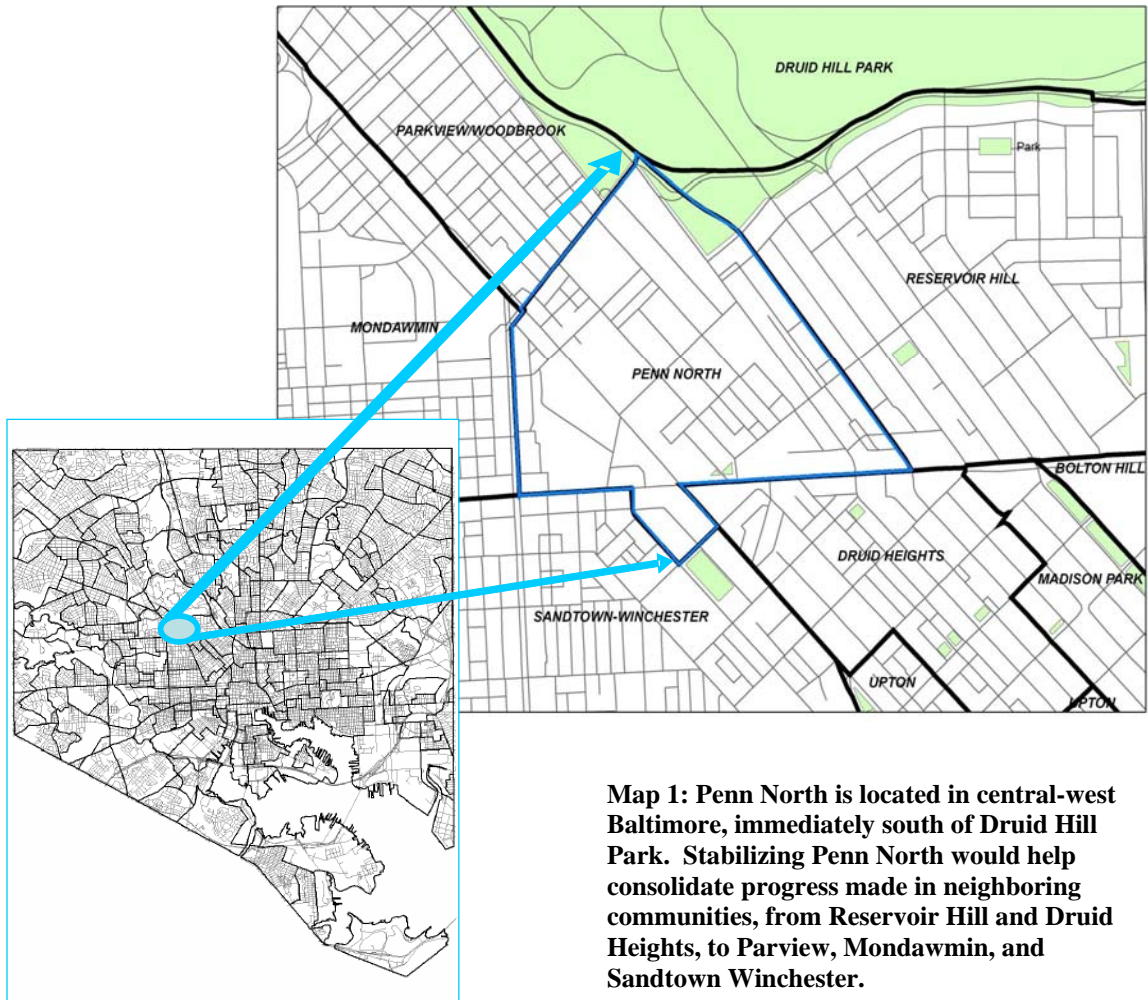 DRUID HILL PARK
PARKVIEW/WOODBROOK
Park
RESERVOIR HILL
MONDAWMIN
PENN NORTH
BOLTON HILL
DRUID HEIGHTS
MADISON PARK
SANDTOWN-WINCHESTER
UPTON
UPTON
Map 1: Penn North is located in central-west
Baltimore, immediately south of Druid Hill
Park. Stabilizing Penn North would help
consolidate progress made in neighboring
communities, from Reservoir Hill and Druid
Heights, to Parview, Mondawmin, and
Sandtown Winchester.